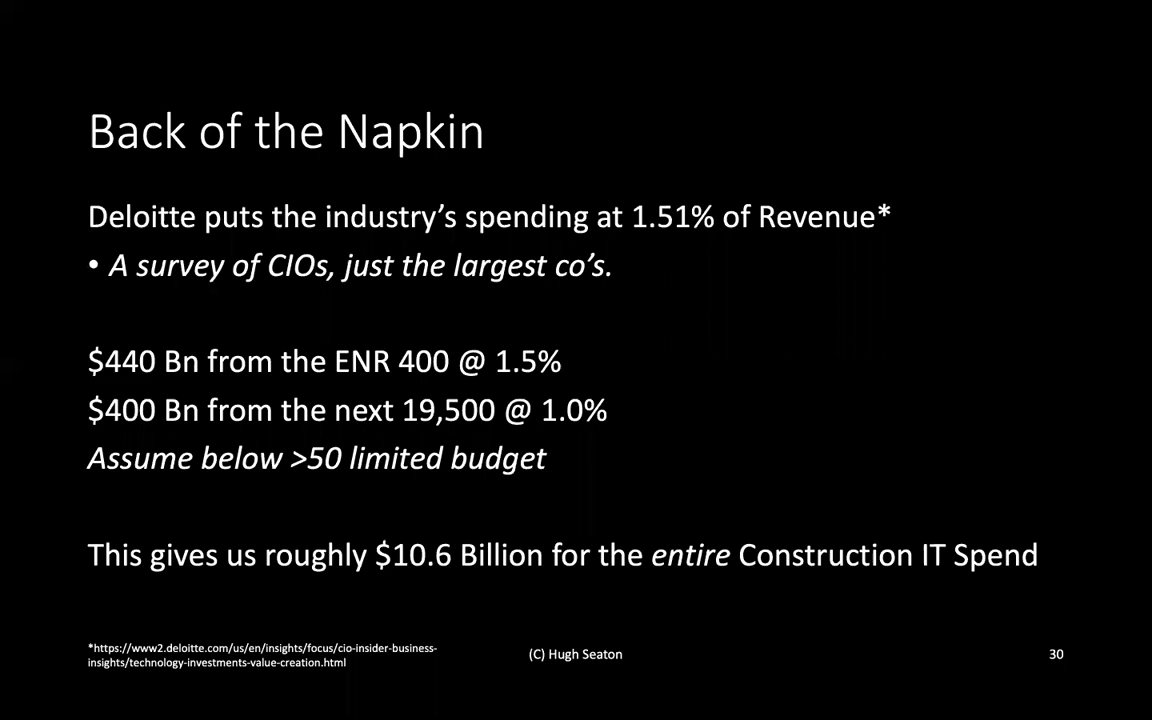 Back of the Napkin
Deloitte puts the industry’s spending at 1.51% of Revenue*
• A survey of CIOs, just the largest co’s.
$440 Bn from the ENR 400 @ 1.5%
$400 Bn from the next 19,500 @ 1.0%
Assume below >50 limited budget
This gives us roughly $10.6 Billion for the entire Construction IT Spend
*https://www2.deloitte.com/us/en/insights/focus/cio-insider-business-
insights/technology-investments-value-creation.html
(C) Hugh Seaton
30